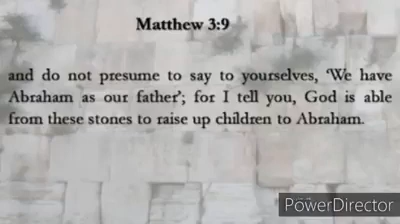 Matthew 3:9
and do not presume to say to yourselves, 'We have
Abraham as our father'; for I tell you, God is able
from these stones to raise up children to Abraham.
PowerDirector